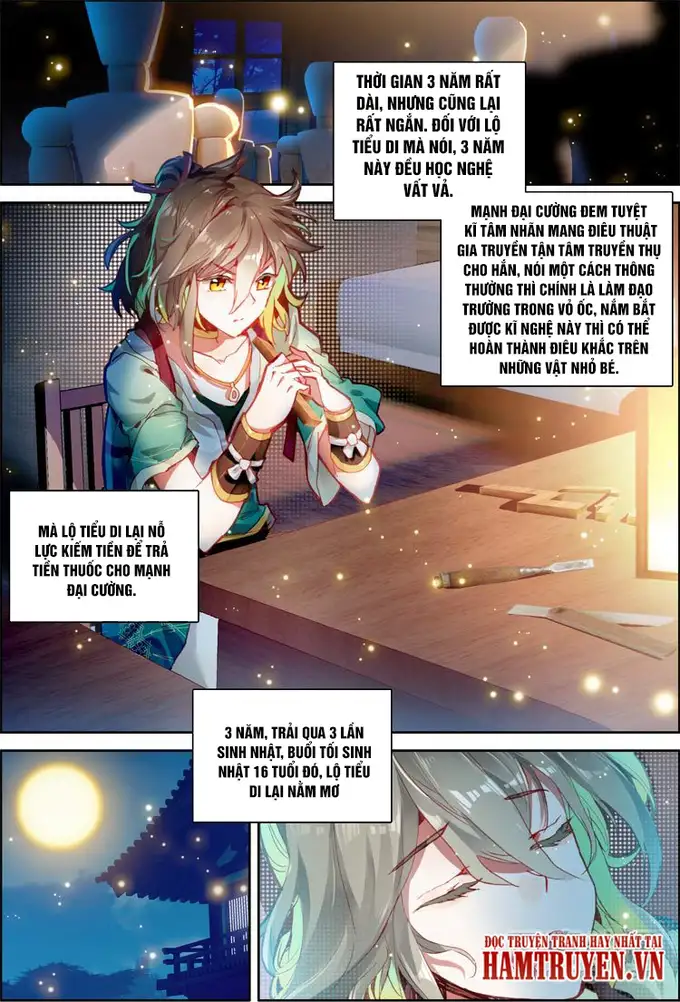 THỜI GIAN 3 NĂM RẤT
DÀI, NHƯNG CŨNG LẠI
RẤT NGẮN. ĐỐI VỚI LỘ
TIỂU DI MÀ NÓI, 3 NĂM
NÀY ĐỀU HỌC NGHỆ
VẤT VẢ.
MẠNH ĐẠI CƯỜNG ĐEM TUYỆT
KĨ TÂM NHÃN MANG ĐIÊU THUẬT
GIA TRUYỀN TẬN TÂM TRUYỀN THỤ
CHO HẮN, NÓI MỘT CÁCH THÔNG
THƯỜNG THÌ CHÍNH LÀ LÀM ĐẠO
TRƯỜNG TRONG VỎ ỐC, NẮM BẮT
ĐƯỢC KĨ NGHỆ NÀY THÌ CÓ THỂ
HOÀN THÀNH ĐIÊU KHẮC TRÊN
NHỮNG VẬT NHỎ BÉ.
MÀ LỘ TIỂU DI LẠI NỖ
LỰC KIẾM TIỀN ĐỂ TRẢ
TIỀN THUỐC CHO MẠNH
ĐẠI CƯỜNG.
3 NĂM, TRẢI QUA 3 LẦN
SINH NHẬT, BUỔI TỐI SINH
NHẬT 16 TUỔI ĐÓ, LỘ TIỂU
DI LẠI NẰM MƠ
ĐỌC TRUYỆN TRANH HAY NHẤT TẠI
HAMTRUYEN.VN